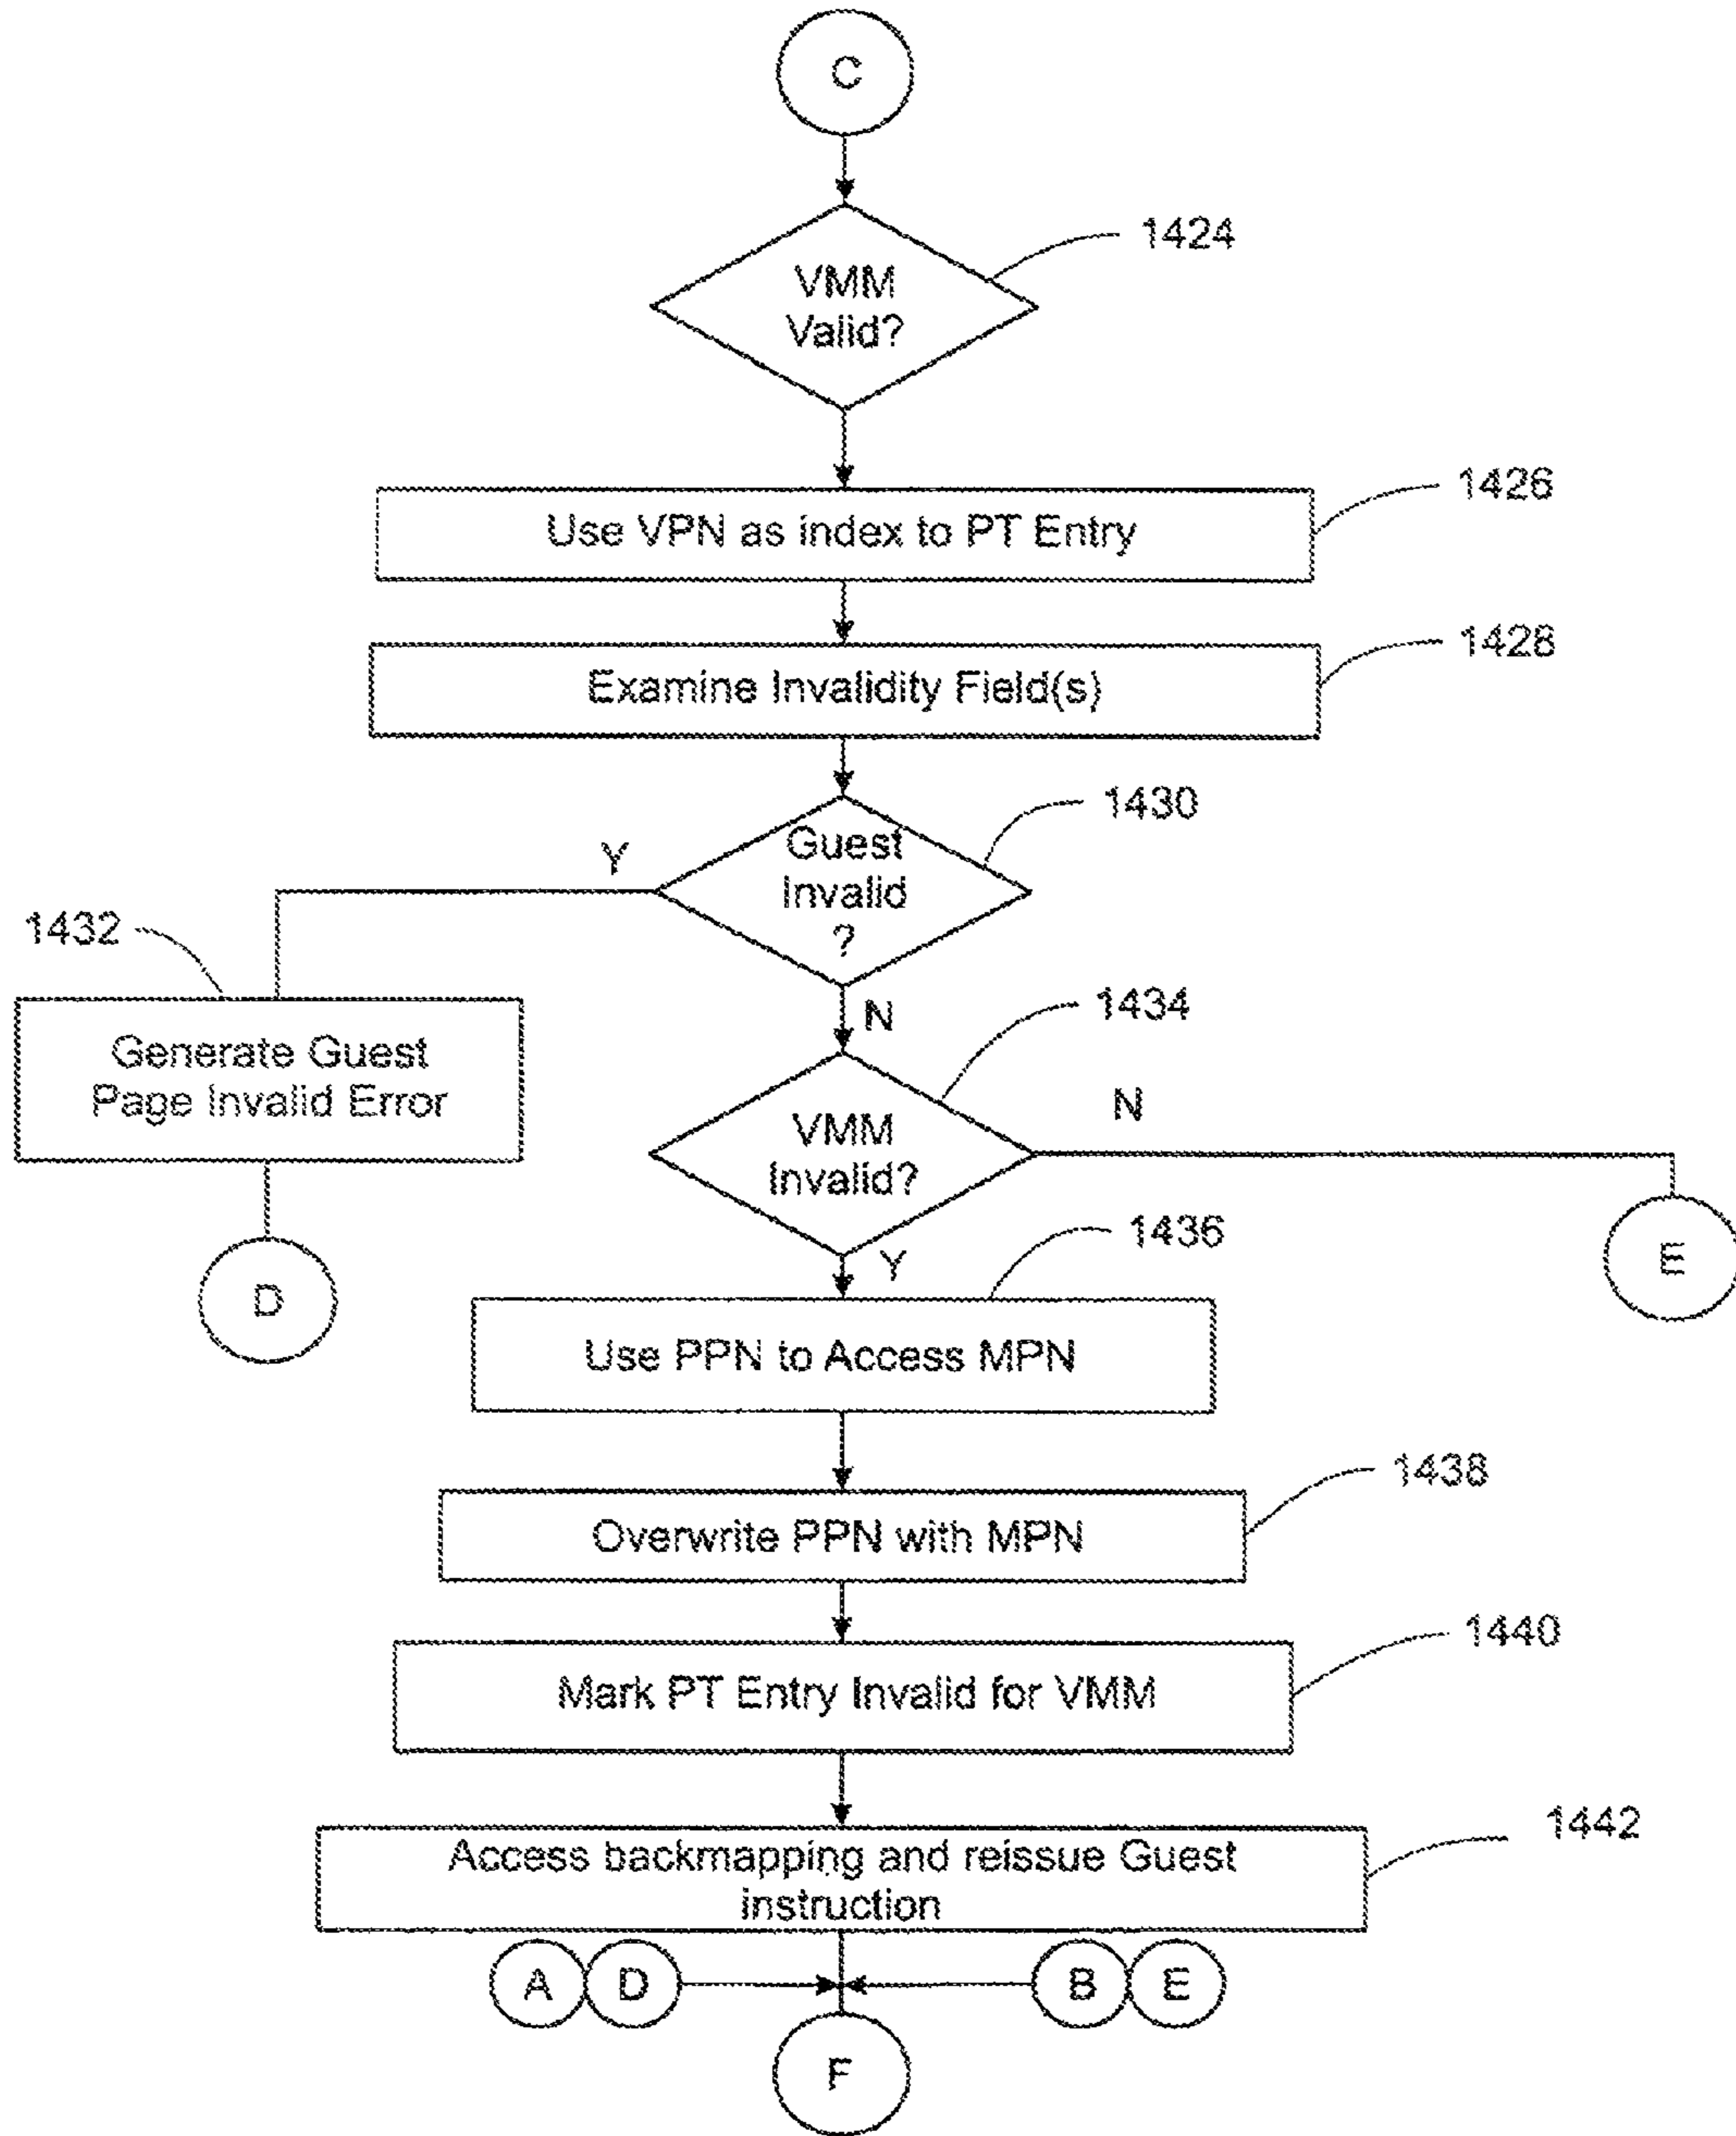 C
1424
VMM
Valid?
1426
Use VPN as index to PT Entry
1428
Examine Invalidity Field(s)
1430
Guest
Invalid
?
Y
1432
N
1434
Generate Guest
Page Invalid Error
VMM
Invalid?
N
D
E
1436
Y
Use PPN to Access MPN
1438
Overwrite PPN with MPN
1440
Mark PT Entry Invalid for VMM
1442
Access backmapping and reissue Guest
instruction
A D B E
F